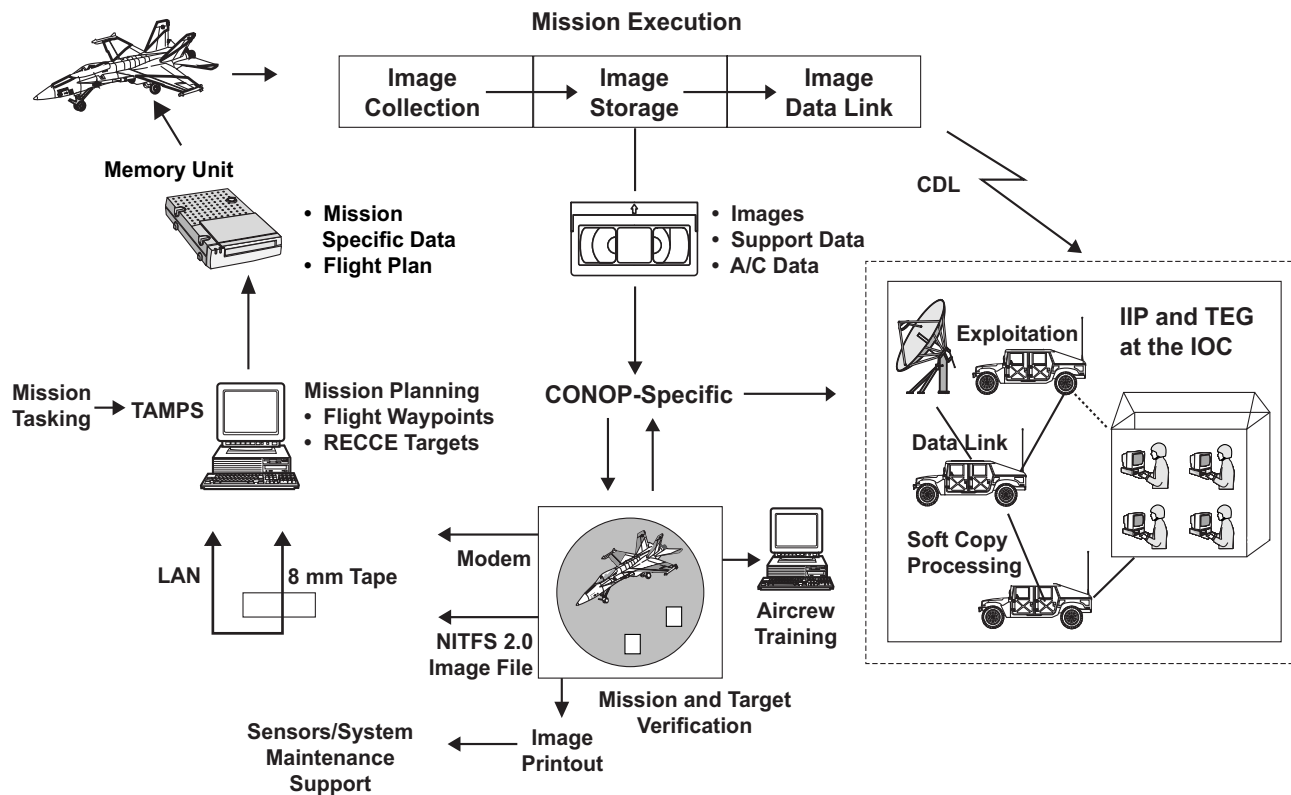 Mission Execution
Image
Collection
Image
Storage
Image
Data Link
Memory Unit
• Mission
Specific Data
• Flight Plan
• Images
• Support Data
• A/C Data
CDL
IIP and TEG
at the IOC
Exploitation
Data Link
Soft Copy
Processing
Mission
Tasking
TAMPS
Mission Planning
• Flight Waypoints
• RECCE Targets
CONOP-Specific
LAN
8 mm Tape
Modem
NITFS 2.0
Image File
Aircrew
Training
Mission and Target
Verification
Image
Printout
Sensors/System
Maintenance
Support